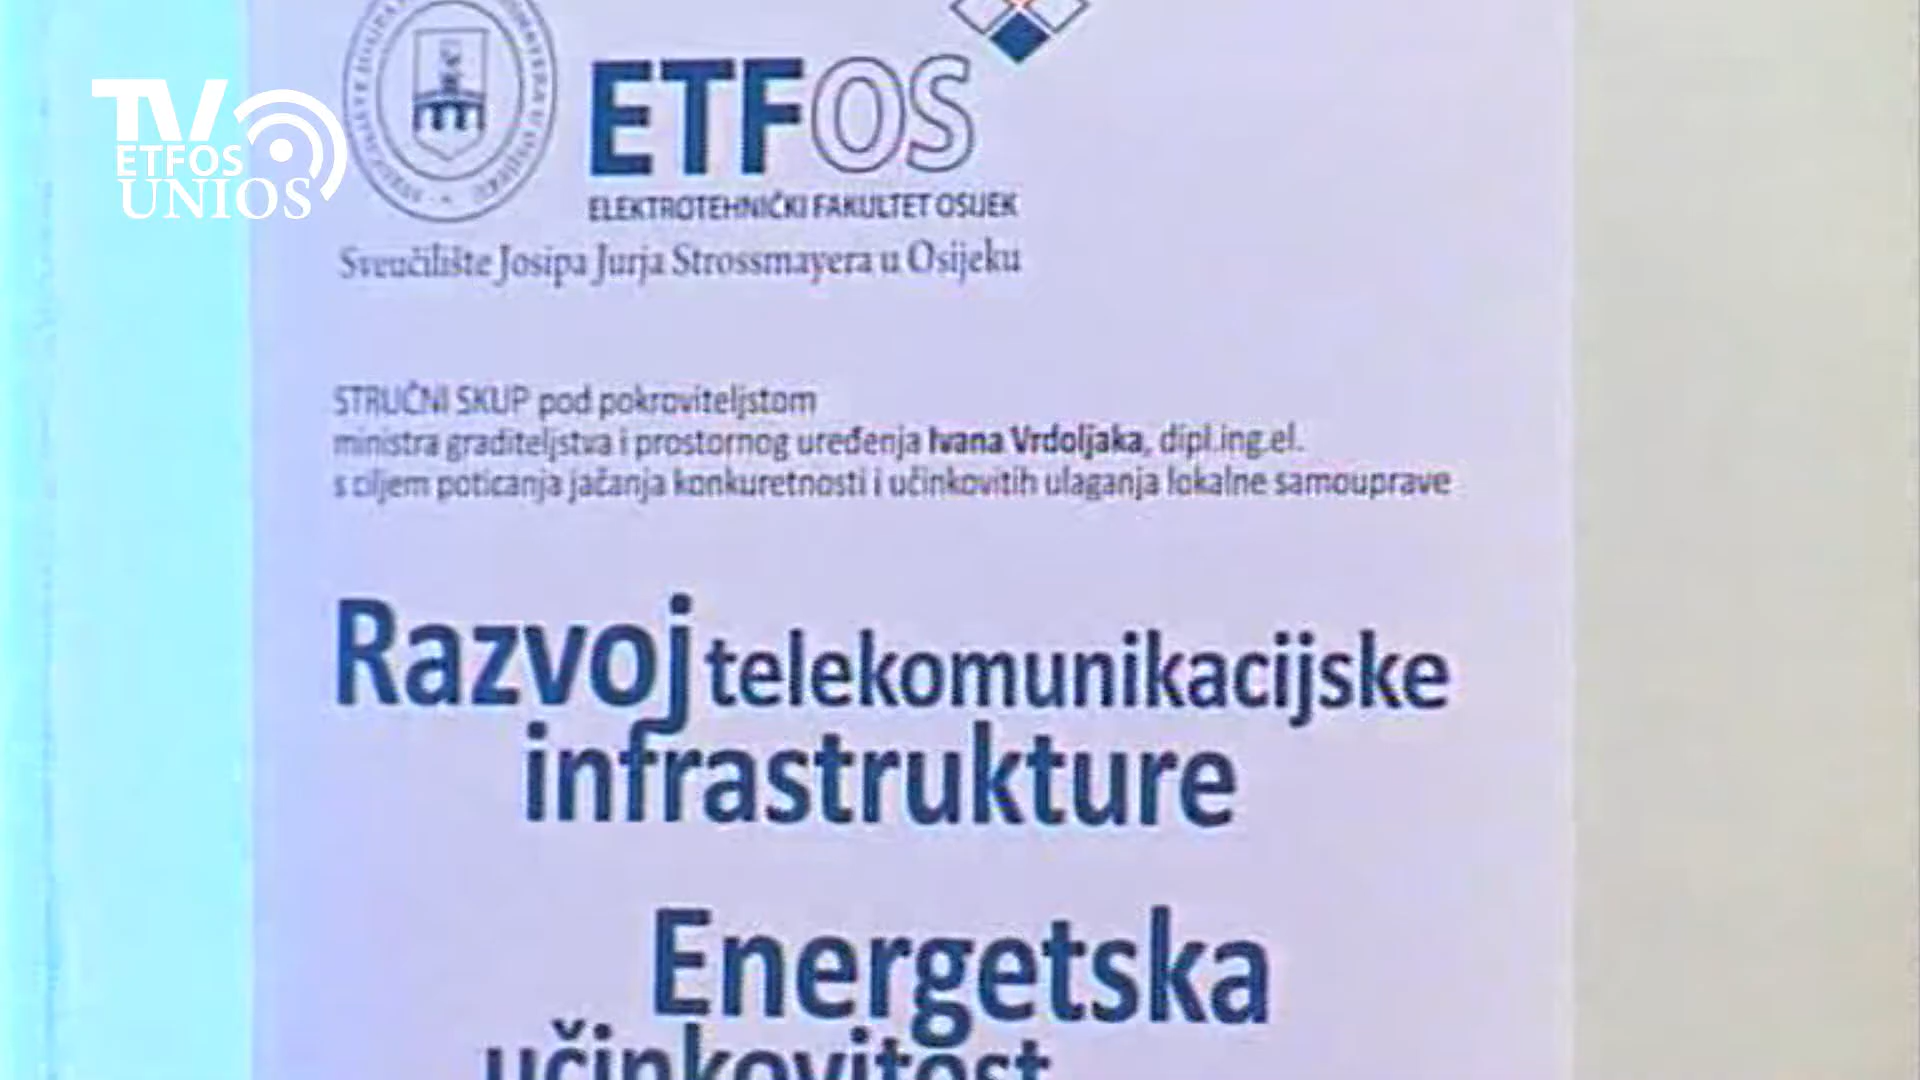 TV
ETFOS
UNIOS
ETFOS
ELEKTROTEHNIČKI FAKULTET OSIJEK
Sveučilište Josipa Jurja Strossmayera u Osijeku
STRUČNI SKUP pod pokroviteljstom
ministra graditeljstva i prostornog uređenja Ivana Vrdoljaka, dipl.ing.el.
s ciljem poticanja jačanja konkuretnosti i učinkovitih ulaganja lokalne samouprave
Razvoj telekomunikacijske
infrastrukture
Energetska
učinkovitost